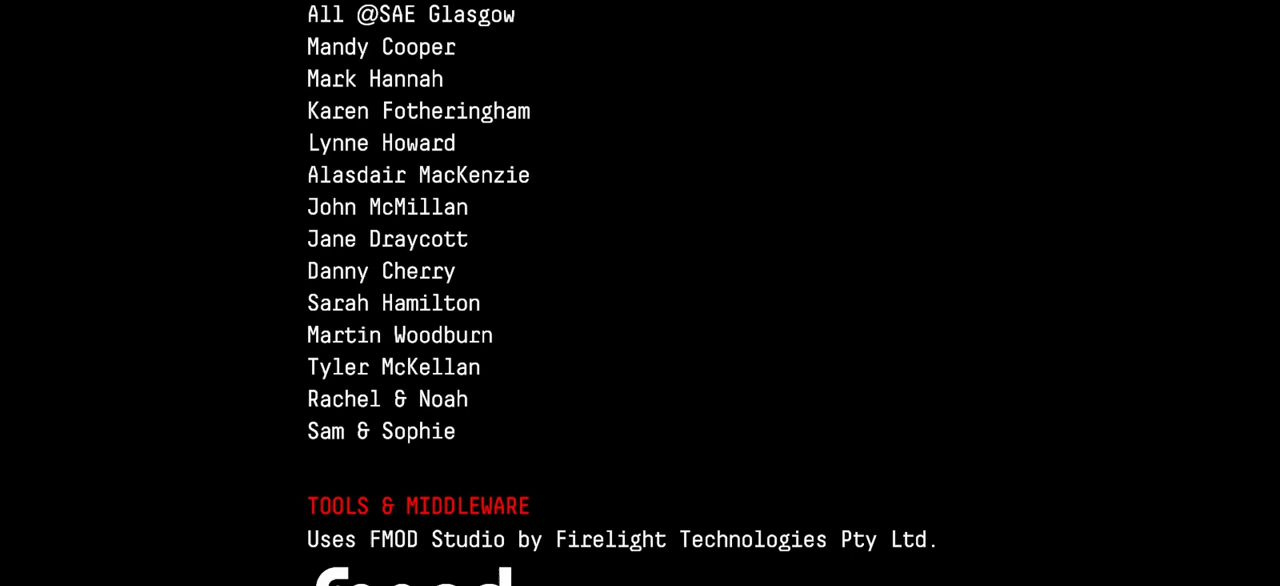 All @SAE Glasgow
Mandy Cooper
Mark Hannah
Karen Fotheringham
Lynne Howard
Alasdair MacKenzie
John McMillan
Jane Draycott
Danny Cherry
Sarah Hamilton
Martin Woodburn
Tyler McKellan
Rachel & Noah
Sam & Sophie
TOOLS & MIDDLEWARE
Uses FMOD Studio by Firelight Technologies Pty Ltd.
fmod